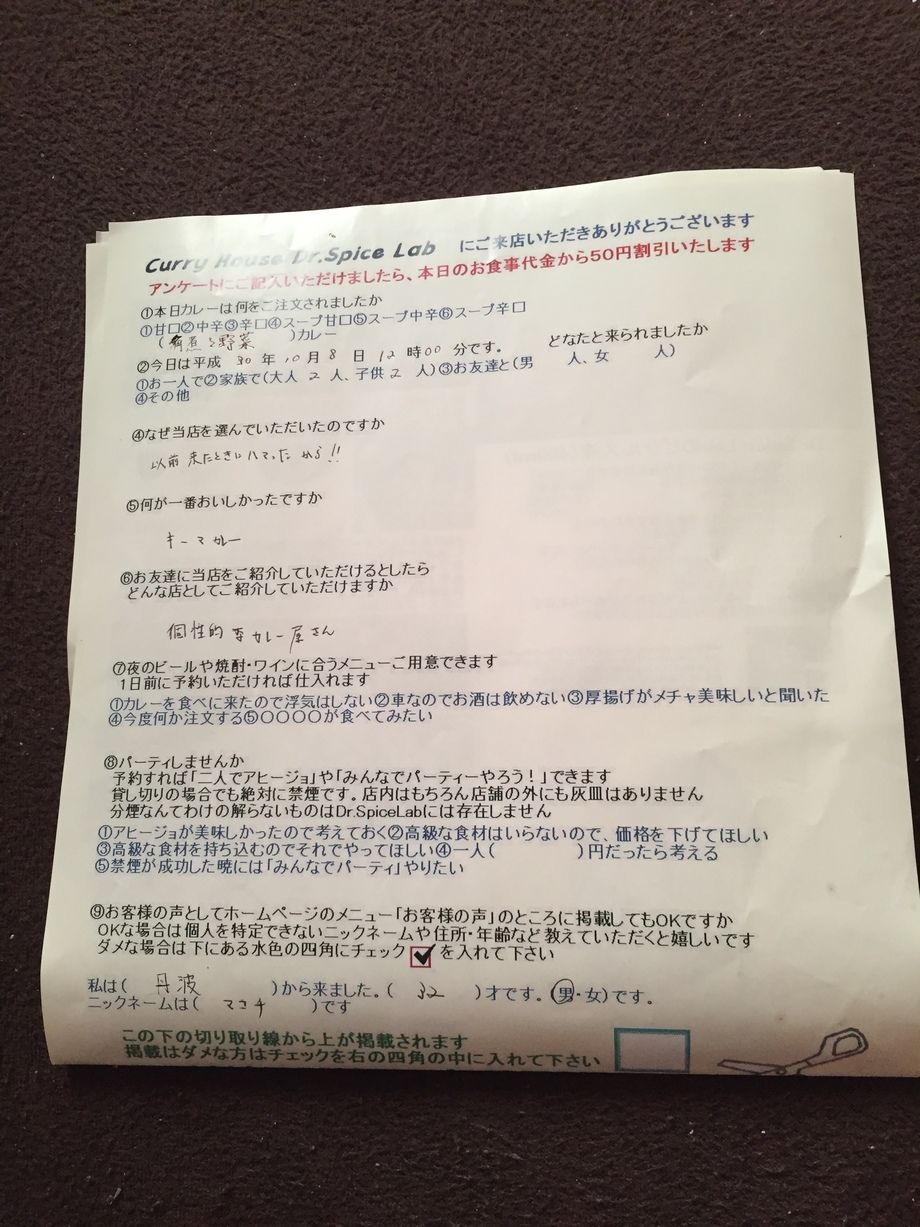 Curry House Dr.Spice Lab にご来店いただきありがとうございます
アンケートにご記入いただけましたら、本日のお食事代金から50円割引いたします
①本日カレーは何をご注文されましたか
①甘口②中辛③辛口④スープ甘口⑤スープ中辛⑥スープ辛口
(角煮と野菜)カレー
②今日は平成 30 年 10 月 8 日 12 時00 分です。 どなたと来られましたか
①お一人で②家族で(大人 2 人、子供 2 人)③お友達と(男 人、女 人)
④その他
④なぜ当店を選んでいただいたのですか
以前来たときにハマったから!!
⑤何が一番おいしかったですか
キーマカレー
⑥お友達に当店をご紹介していただけるとしたら
どんな店としてご紹介していただけますか
個性的なカレー屋さん
⑦夜のビールや焼酎・ワインに合うメニューご用意できます
1日前に予約いただければ仕入れます
①カレーを食べに来たので浮気はしない②車なのでお酒は飲めない③厚揚げがメチャ美味しいと聞いた
④今度何か注文する⑤〇〇〇〇が食べてみたい
⑧パーティしませんか
予約すれば「二人でアヒージョ」や「みんなでパーティーやろう!」できます
貸し切りの場合でも絶対に禁煙です。店内はもちろん店舗の外にも灰皿はありません
分煙なんてわけの解らないものはDr.SpiceLabには存在しません
①アヒージョが美味しかったので考えておく②高級な食材はいらないので、価格を下げてほしい
③高級な食材を持ち込むのでそれでやってほしい④一人( )円だったら考える
⑤禁煙が成功した暁には「みんなでパーティ」やりたい
⑨お客様の声としてホームページのメニュー「お客様の声」のところに掲載してもOKですか
OKな場合は個人を特定できないニックネームや住所・年齢など教えていただくと嬉しいです
ダメな場合は下にある水色の四角にチェック を入れて下さい
私は( 丹波 )から来ました。( 32 )才です。(男・女)です。
ニックネームは( マコチ )です
この下の切り取り線から上が掲載されます
掲載はダメな方はチェックを右の四角の中に入れて下さい